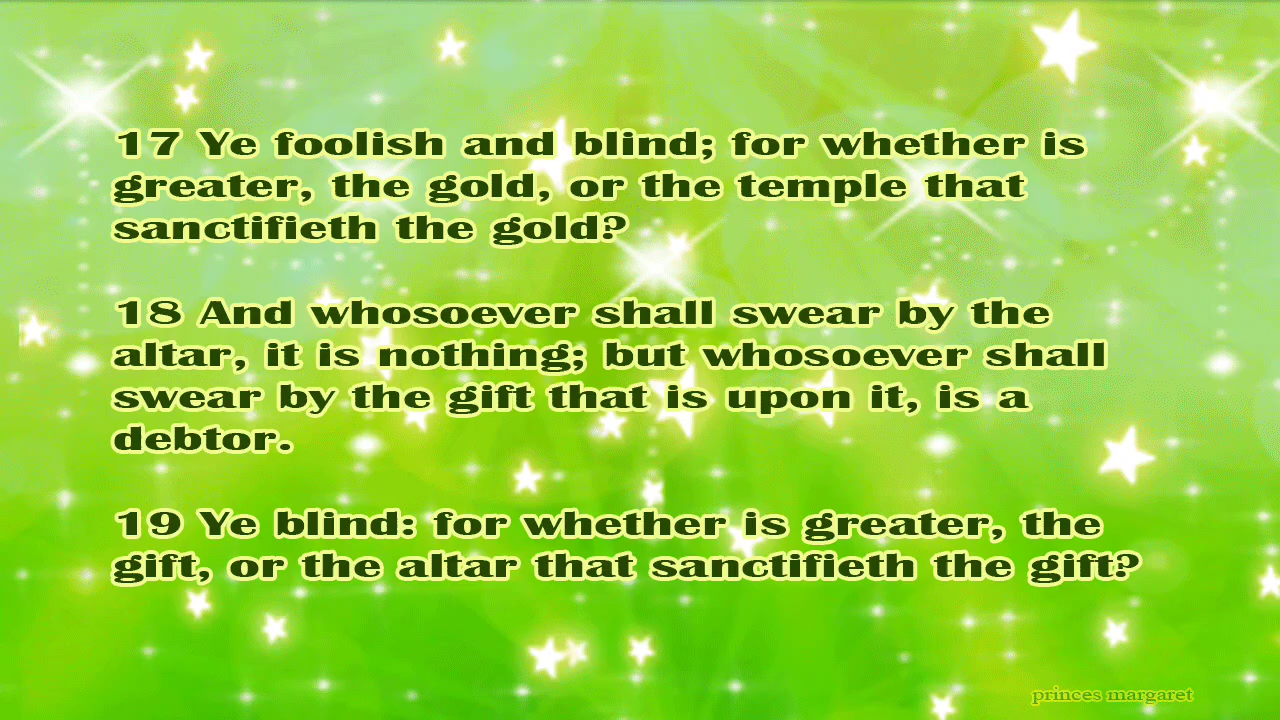 17 Ye foolish and blind; for whether is
greater, the gold, or the temple that
sanctifieth the gold?
18 And whosoever shall swear by the
altar, it is nothing; but whosoever shall
swear by the gift that is upon it, is a
debtor.
19 Ye blind: for whether is greater, the
gift, or the altar that sanctifieth the gift?
princes margaret